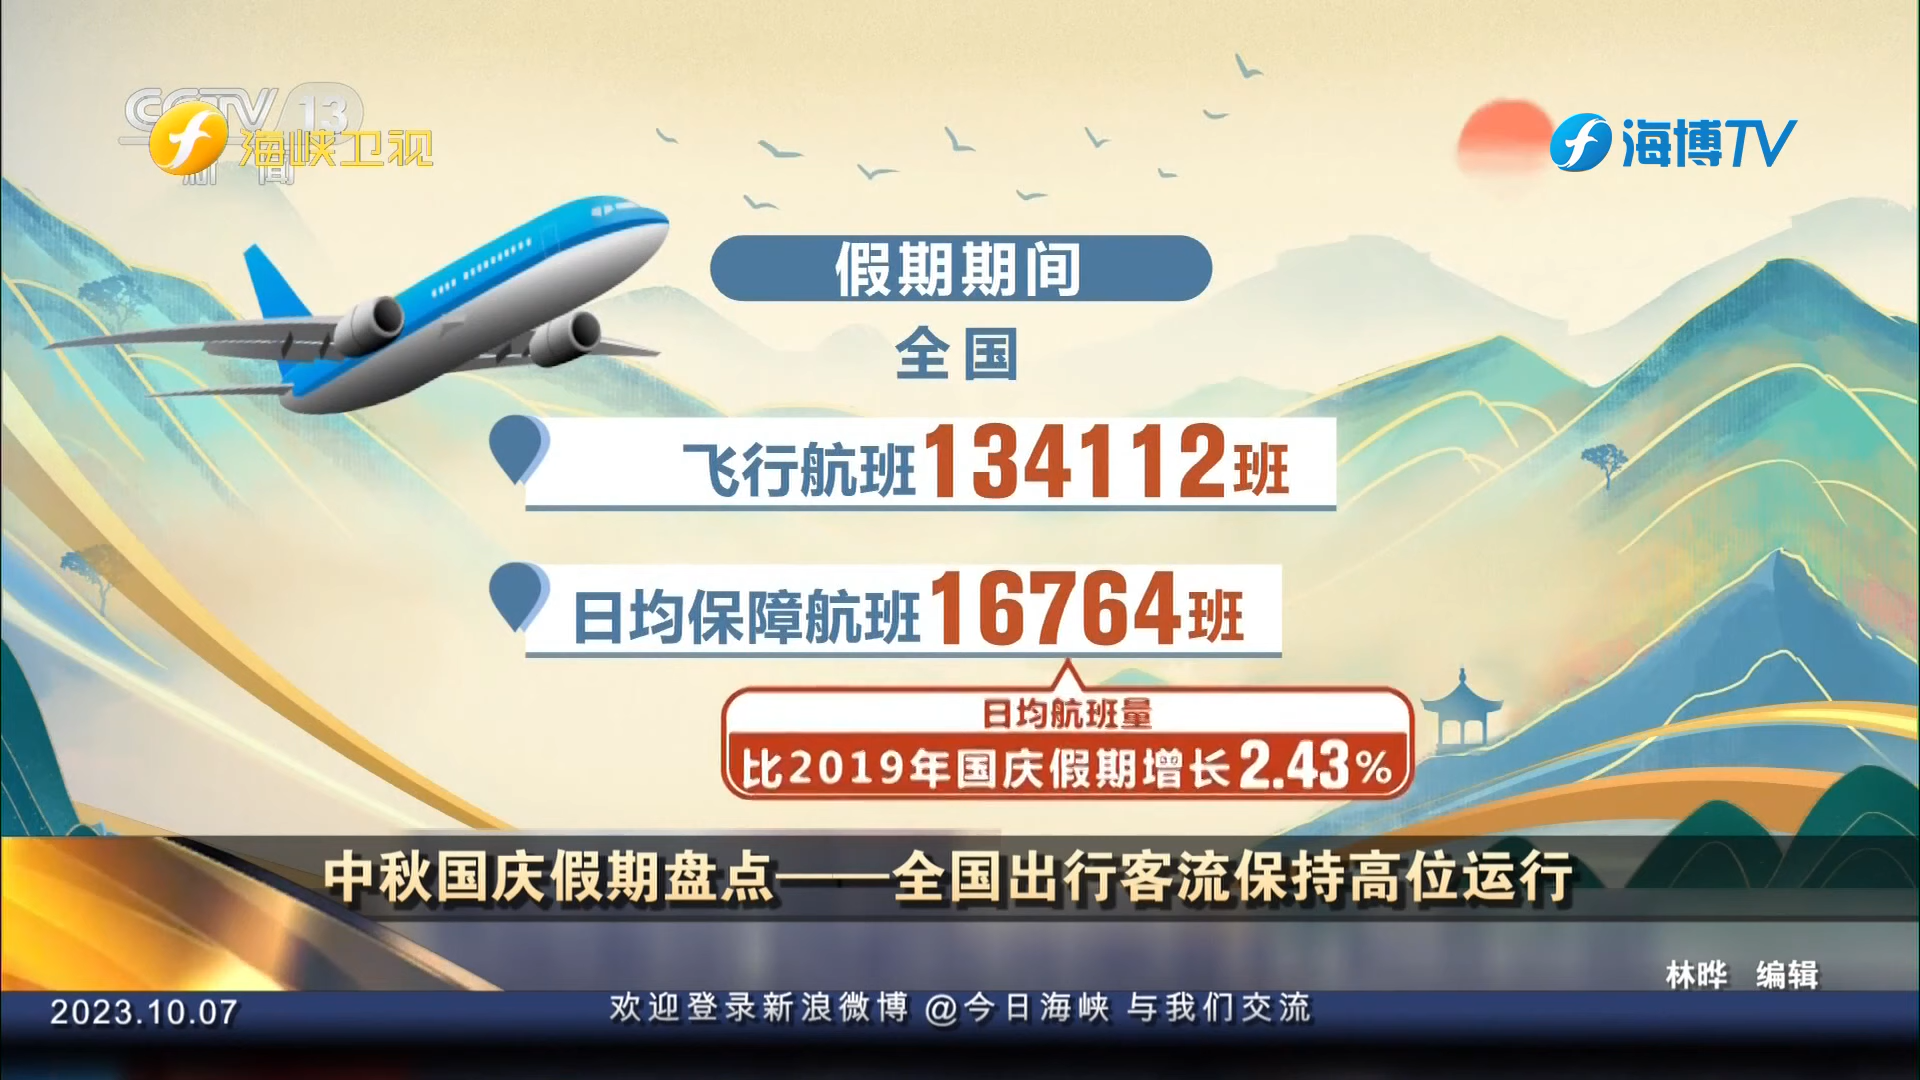 CCTV 13
新闻
海峡卫视
海博TV
假期期间
全国
飞行航班134112班
日均保障航班16764班
日均航班量
比2019年国庆假期增长2.43%
中秋国庆假期盘点——全国出行客流保持高位运行
林晔 编辑
2023.10.07
欢迎登录新浪微博 @今日海峡 与我们交流